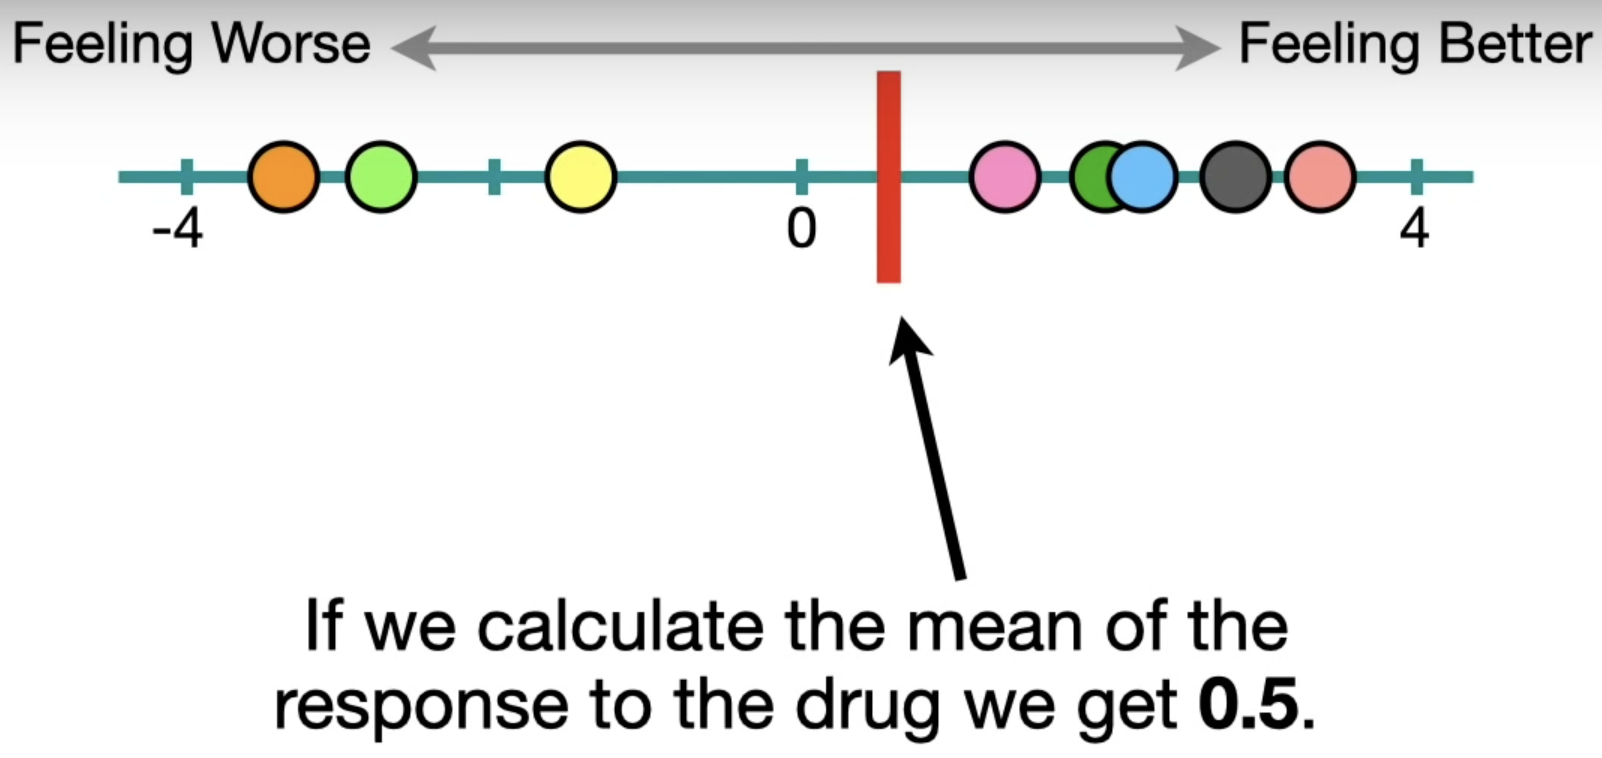 Feeling Worse Feeling Better
-4 0 4
If we calculate the mean of the
response to the drug we get 0.5.